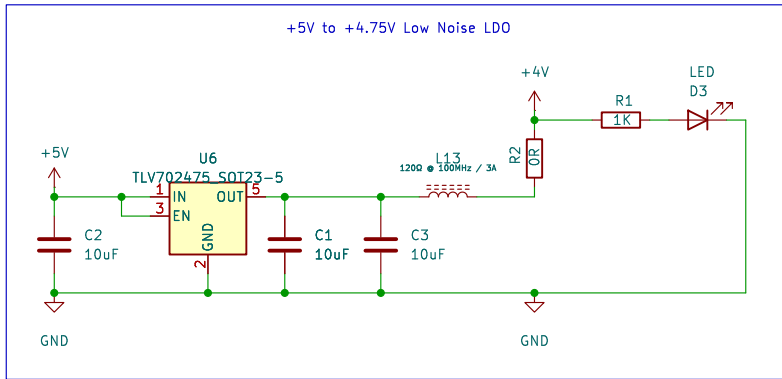 +5V to +4.75V Low Noise LDO
+4V
LED
D3
R1
1K
R2
0R
L13
120Ω @ 100MHz / 3A
+5V
U6
TLV702475_SOT23-5
1
IN
OUT
5
3
EN
GND
2
C2
10uF
C1
10uF
C3
10uF
GND
GND